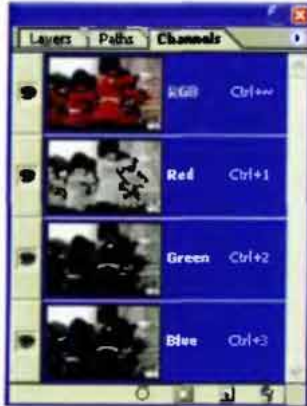 Layers Paths Channels
RGB Ctrl+~
Red Ctrl+1
Green Ctrl+2
Blue Ctrl+3